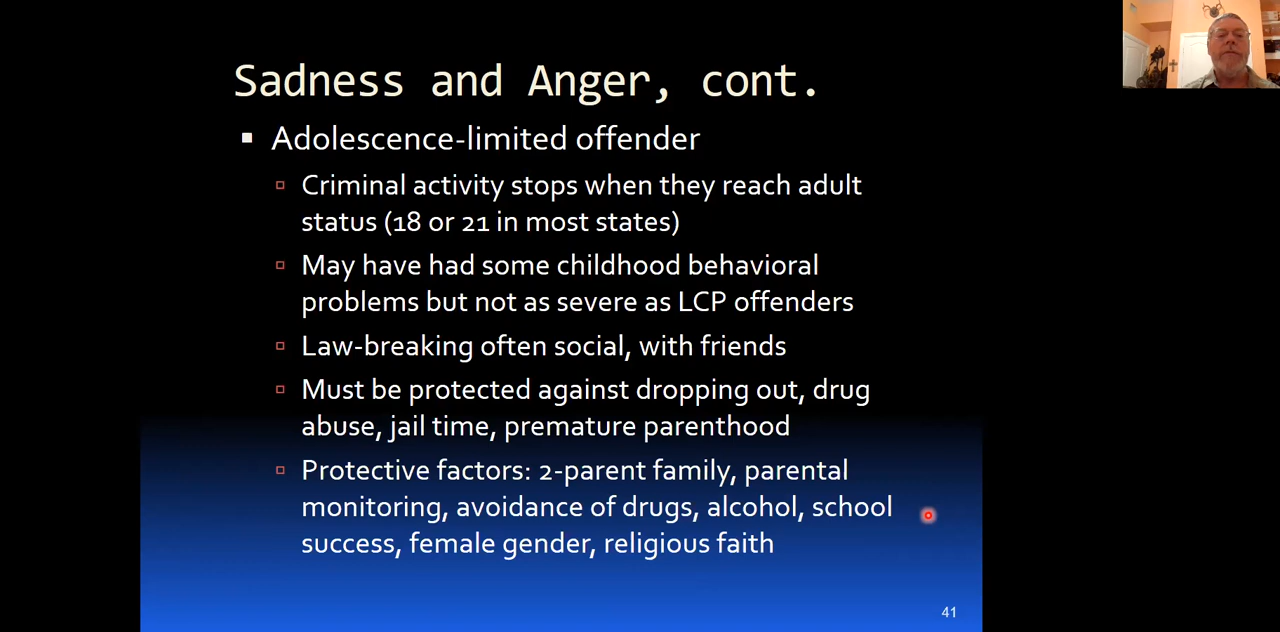 Sadness and Anger, cont.
Adolescence-limited offender
Criminal activity stops when they reach adult
status (18 or 21 in most states)
May have had some childhood behavioral
problems but not as severe as LCP offenders
Law-breaking often social, with friends
Must be protected against dropping out, drug
abuse, jail time, premature parenthood
Protective factors: 2-parent family, parental
monitoring, avoidance of drugs, alcohol, school
success, female gender, religious faith
41